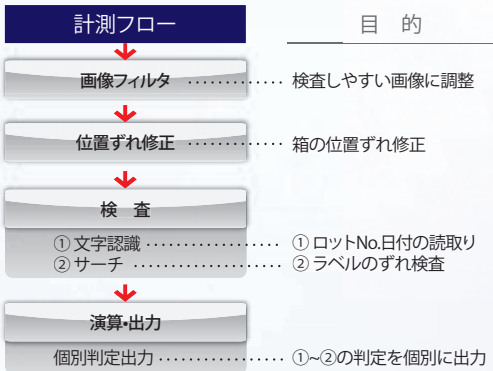 計測フロー 目 的
画像フィルタ ············· 検査しやすい画像に調整
位置ずれ修正 ············· 箱の位置ずれ修正
検 査
① 文字認識 ·················· ① ロットNo.日付の読取り
② サーチ ···················· ② ラベルのずれ検査
演算・出力
個別判定出力 ················· ①~②の判定を個別に出力